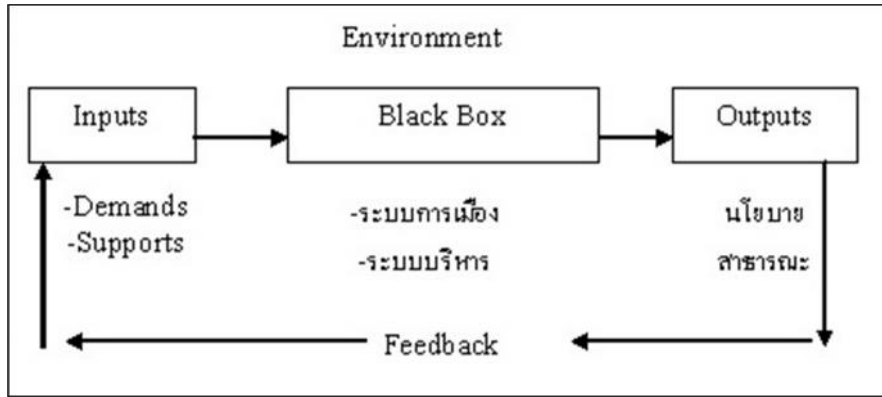 Environment
Inputs
Black Box
Outputs
-Demands
-Supports
-ระบบการเมือง
-ระบบบริหาร
นโยบาย
สาธารณะ
Feedback